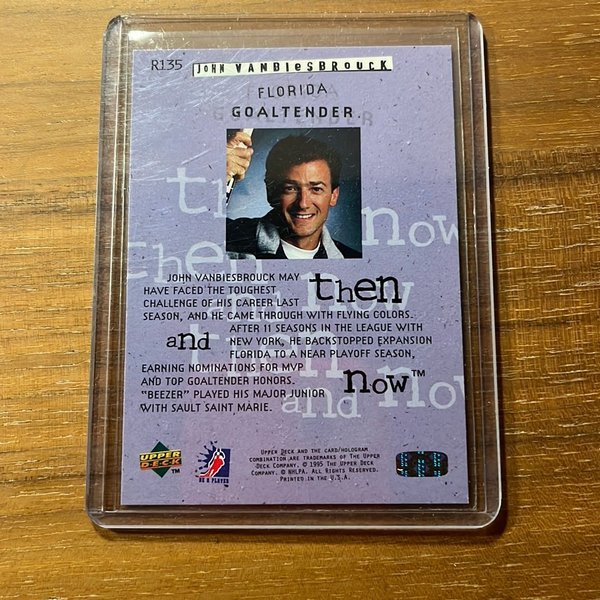 R135 JOHN VANBIESBROUCK
FLORIDA
GOALTENDER
JOHN VANBIESBROUCK MAY
HAVE FACED THE TOUGHEST
CHALLENGE OF HIS CAREER LAST
SEASON, AND HE CAME THROUGH WITH FLYING COLORS.
AFTER 11 SEASONS IN THE LEAGUE WITH
NEW YORK, HE BACKSTOPPED EXPANSION
FLORIDA TO A NEAR PLAYOFF SEASON,
EARNING NOMINATIONS FOR MVP
AND TOP GOALTENDER HONORS.
"BEEZER" PLAYED HIS MAJOR JUNIOR
WITH SAULT SAINT MARIE.
then
and
now™
UPPER
DECK
™
BE A PLAYER
UPPER DECK AND THE CARD/HOLOGRAM
COMBINATION ARE TRADEMARKS OF THE UPPER
DECK COMPANY. © 1995 THE UPPER DECK
COMPANY. © NHLPA. ALL RIGHTS RESERVED.
PRINTED IN THE U.S.A.